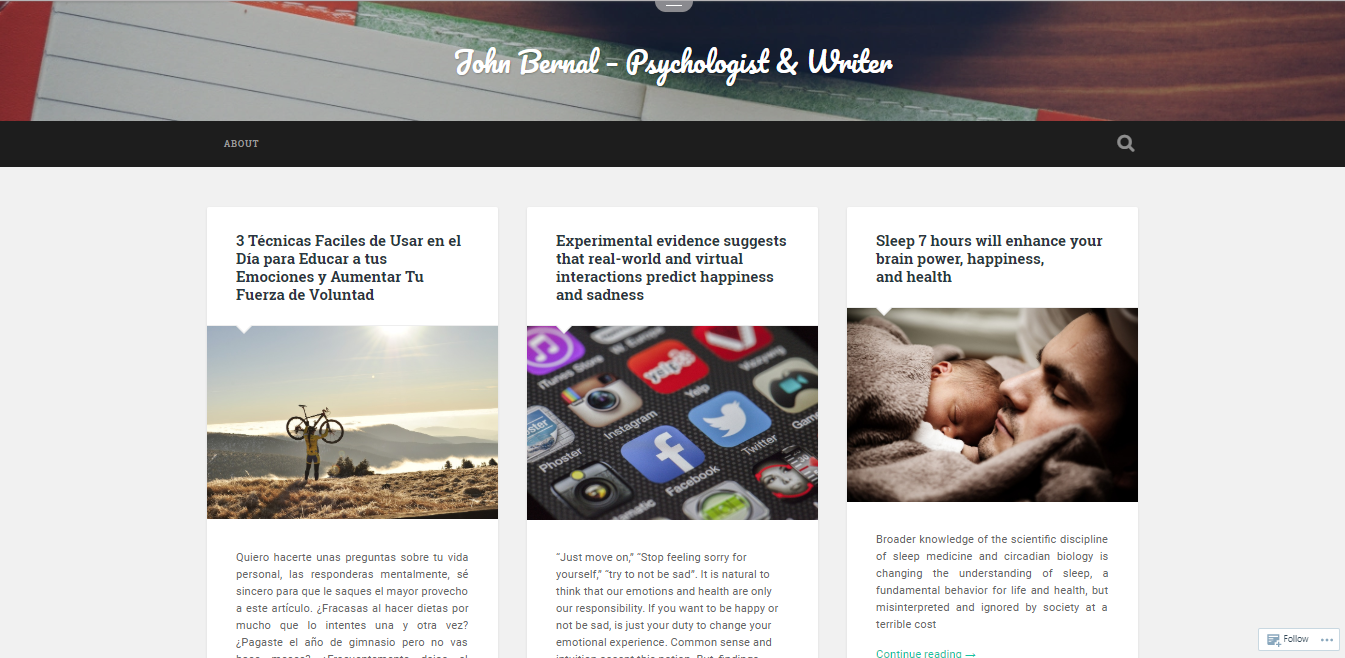 John Bernal – Psychologist & Writer
ABOUT
3 Técnicas Faciles de Usar en el
Día para Educar a tus
Emociones y Aumentar Tu
Fuerza de Voluntad
Quiero hacerte unas preguntas sobre tu vida
personal, las responderas mentalmente, sé
sincero para que le saques el mayor provecho
a este artículo. ¿Fracasas al hacer dietas por
mucho que lo intentes una y otra vez?
¿Pagaste el año de gimnasio pero no vas
Experimental evidence suggests
that real-world and virtual
interactions predict happiness
and sadness
iTunes Store
W. Europe
Yelp
Vizyang
Instagram
Phoster
Facebook
Twitter
"Just move on," "Stop feeling sorry for
yourself," "try to not be sad". It is natural to
think that our emotions and health are only
our responsibility. If you want to be happy or
not be sad, is just your duty to change your
emotional experience. Common sense and
Sleep 7 hours will enhance your
brain power, happiness,
and health
Broader knowledge of the scientific discipline
of sleep medicine and circadian biology is
changing the understanding of sleep, a
fundamental behavior for life and health, but
misinterpreted and ignored by society at a
terrible cost
Continue reading →
Follow